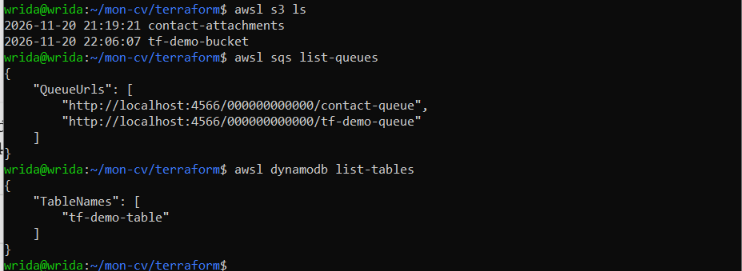 wrida@wrida:~/mon-cv/terraform$ awsl s3 ls
2026-11-20 21:19:21 contact-attachments
2026-11-20 22:06:07 tf-demo-bucket
wrida@wrida:~/mon-cv/terraform$ awsl sqs list-queues
{
    "QueueUrls": [
        "http://localhost:4566/000000000000/contact-queue",
        "http://localhost:4566/000000000000/tf-demo-queue"
    ]
}
wrida@wrida:~/mon-cv/terraform$ awsl dynamodb list-tables
{
    "TableNames": [
        "tf-demo-table"
    ]
}
wrida@wrida:~/mon-cv/terraform$